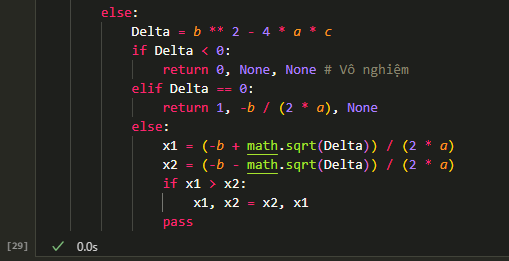 else:
Delta = b ** 2 - 4 * a * c
if Delta < 0:
return 0, None, None # Vô nghiệm
elif Delta == 0:
return 1, -b / (2 * a), None
else:
x1 = (-b + math.sqrt(Delta)) / (2 * a)
x2 = (-b - math.sqrt(Delta)) / (2 * a)
if x1 > x2:
x1, x2 = x2, x1
pass
[29] ✓ 0.0s